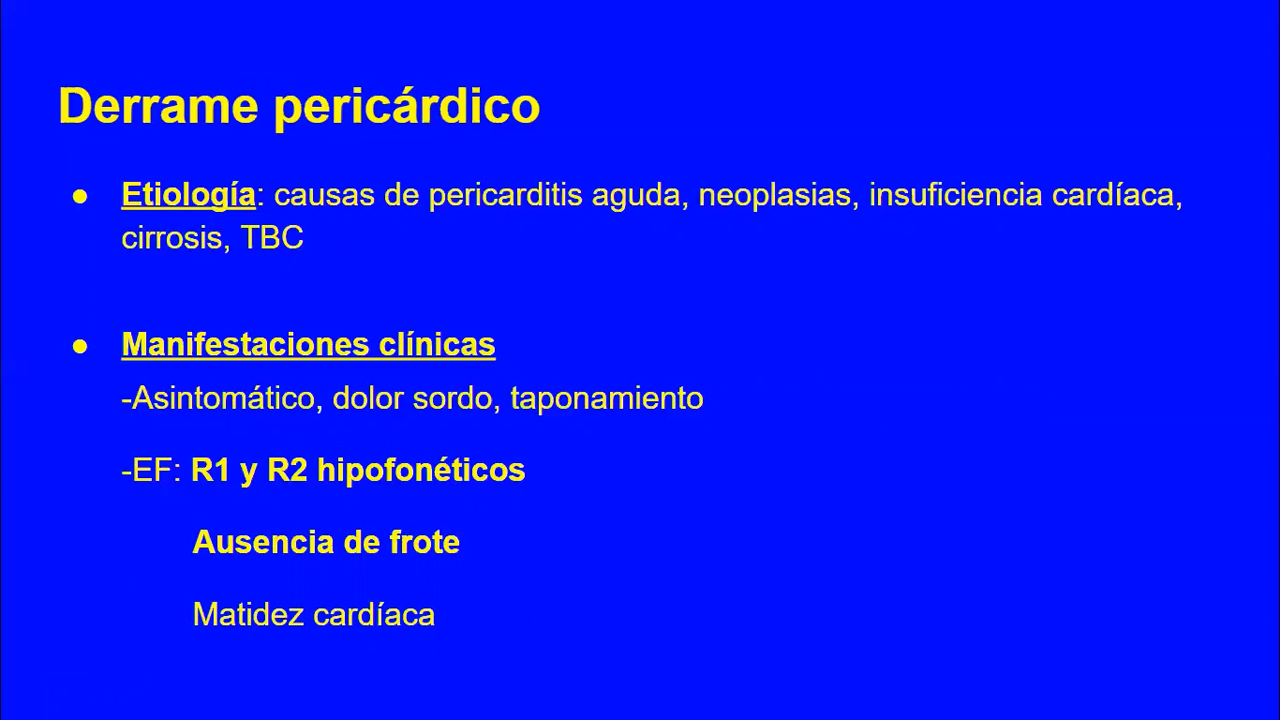 Derrame pericárdico
● Etiología: causas de pericarditis aguda, neoplasias, insuficiencia cardíaca,
cirrosis, TBC
● Manifestaciones clínicas
-Asintomático, dolor sordo, taponamiento
-EF: R1 y R2 hipofonéticos
Ausencia de frote
Matidez cardíaca